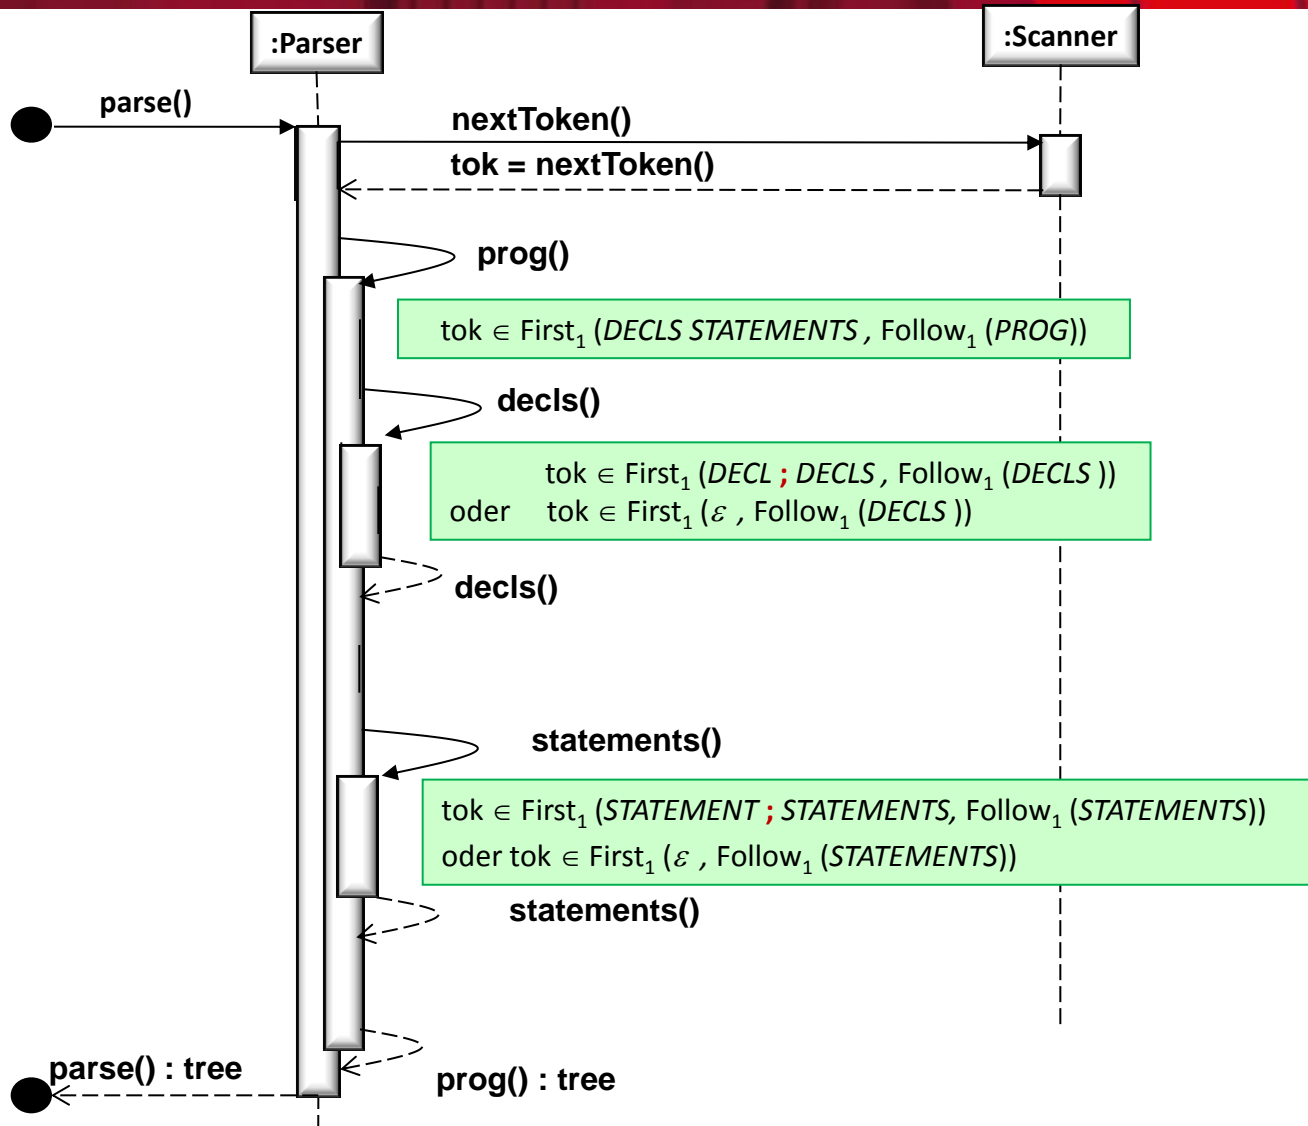 :Parser
:Scanner
parse()
nextToken()
tok = nextToken()
prog()
tok ∈ First₁ (DECLS STATEMENTS , Follow₁ (PROG))
decls()
tok ∈ First₁ (DECL ; DECLS , Follow₁ (DECLS ))
oder tok ∈ First₁ (ε , Follow₁ (DECLS ))
decls()
statements()
tok ∈ First₁ (STATEMENT ; STATEMENTS, Follow₁ (STATEMENTS))
oder tok ∈ First₁ (ε , Follow₁ (STATEMENTS))
statements()
parse() : tree
prog() : tree